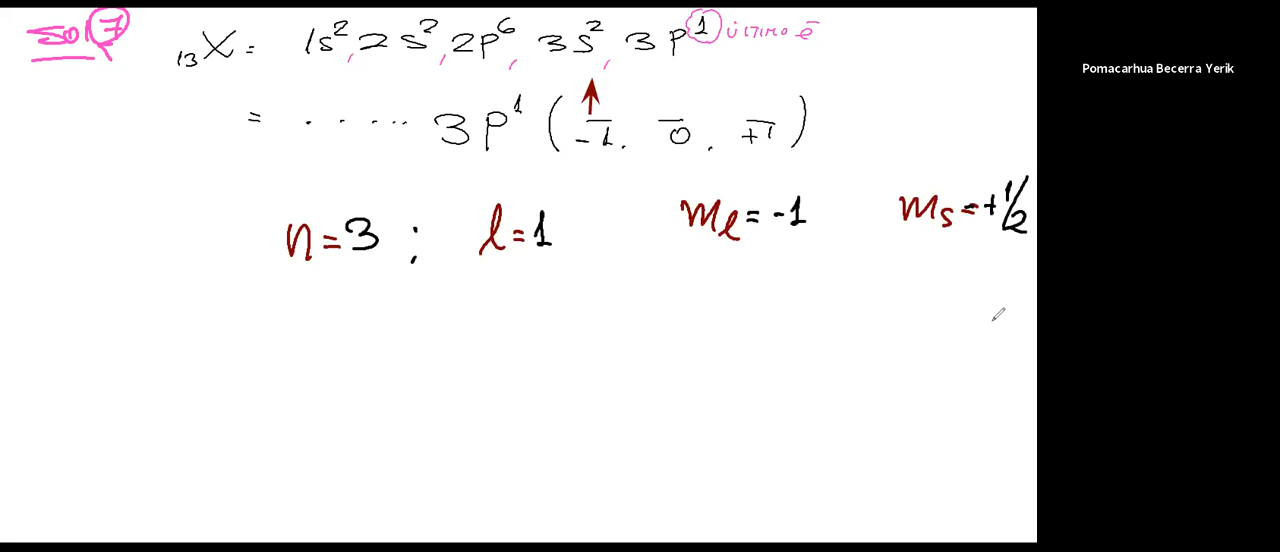 Sol 7
₁₃X = 1s², 2s², 2p⁶, 3s², 3p¹ último ē
= ..... 3p¹ ( -1, 0, +1 )
n=3 ; l=1 mₗ = -1 mₛ=+1/2
Pomacarhua Becerra Yerik